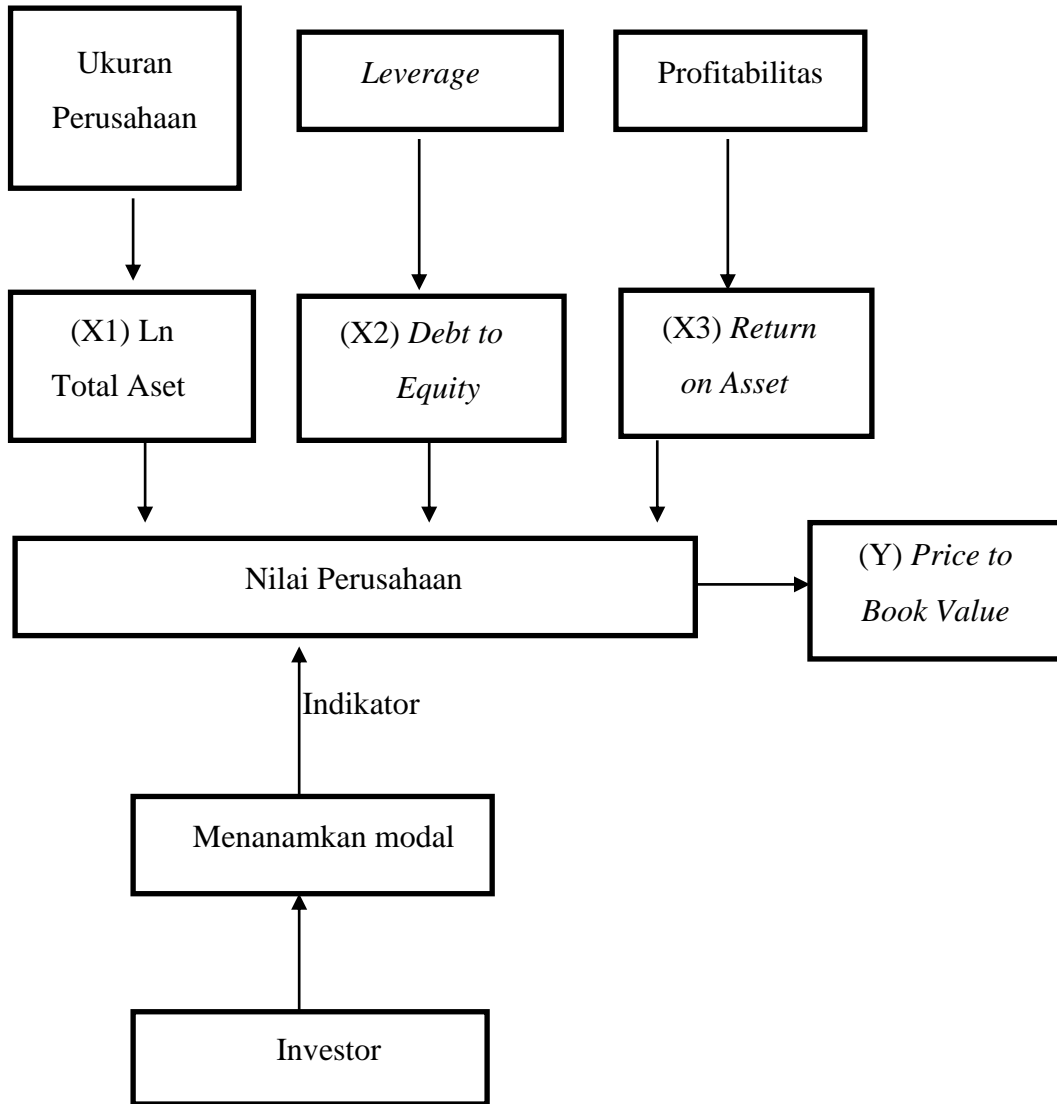 Ukuran
Perusahaan
Leverage
Profitabilitas
(X1) Ln
Total Aset
(X2) Debt to
Equity
(X3) Return
on Asset
Nilai Perusahaan
(Y) Price to
Book Value
Indikator
Menanamkan modal
Investor